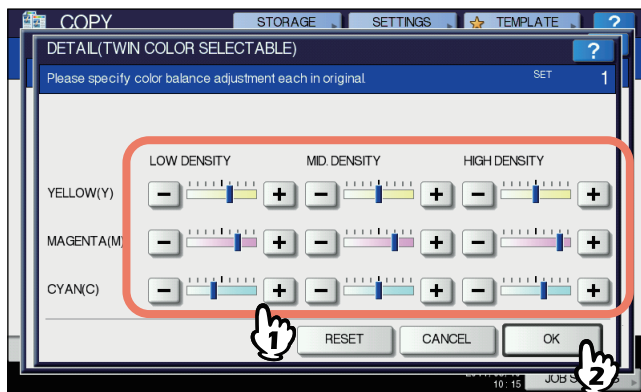 COPY
STORAGE
SETTINGS
TEMPLATE
?
DETAIL(TWIN COLOR SELECTABLE)
?
Please specify color balance adjustment each in original.
SET 1
LOW DENSITY MID. DENSITY HIGH DENSITY
YELLOW(Y)
MAGENTA(M)
CYAN(C)
1
RESET CANCEL OK
2
10:15
JOB